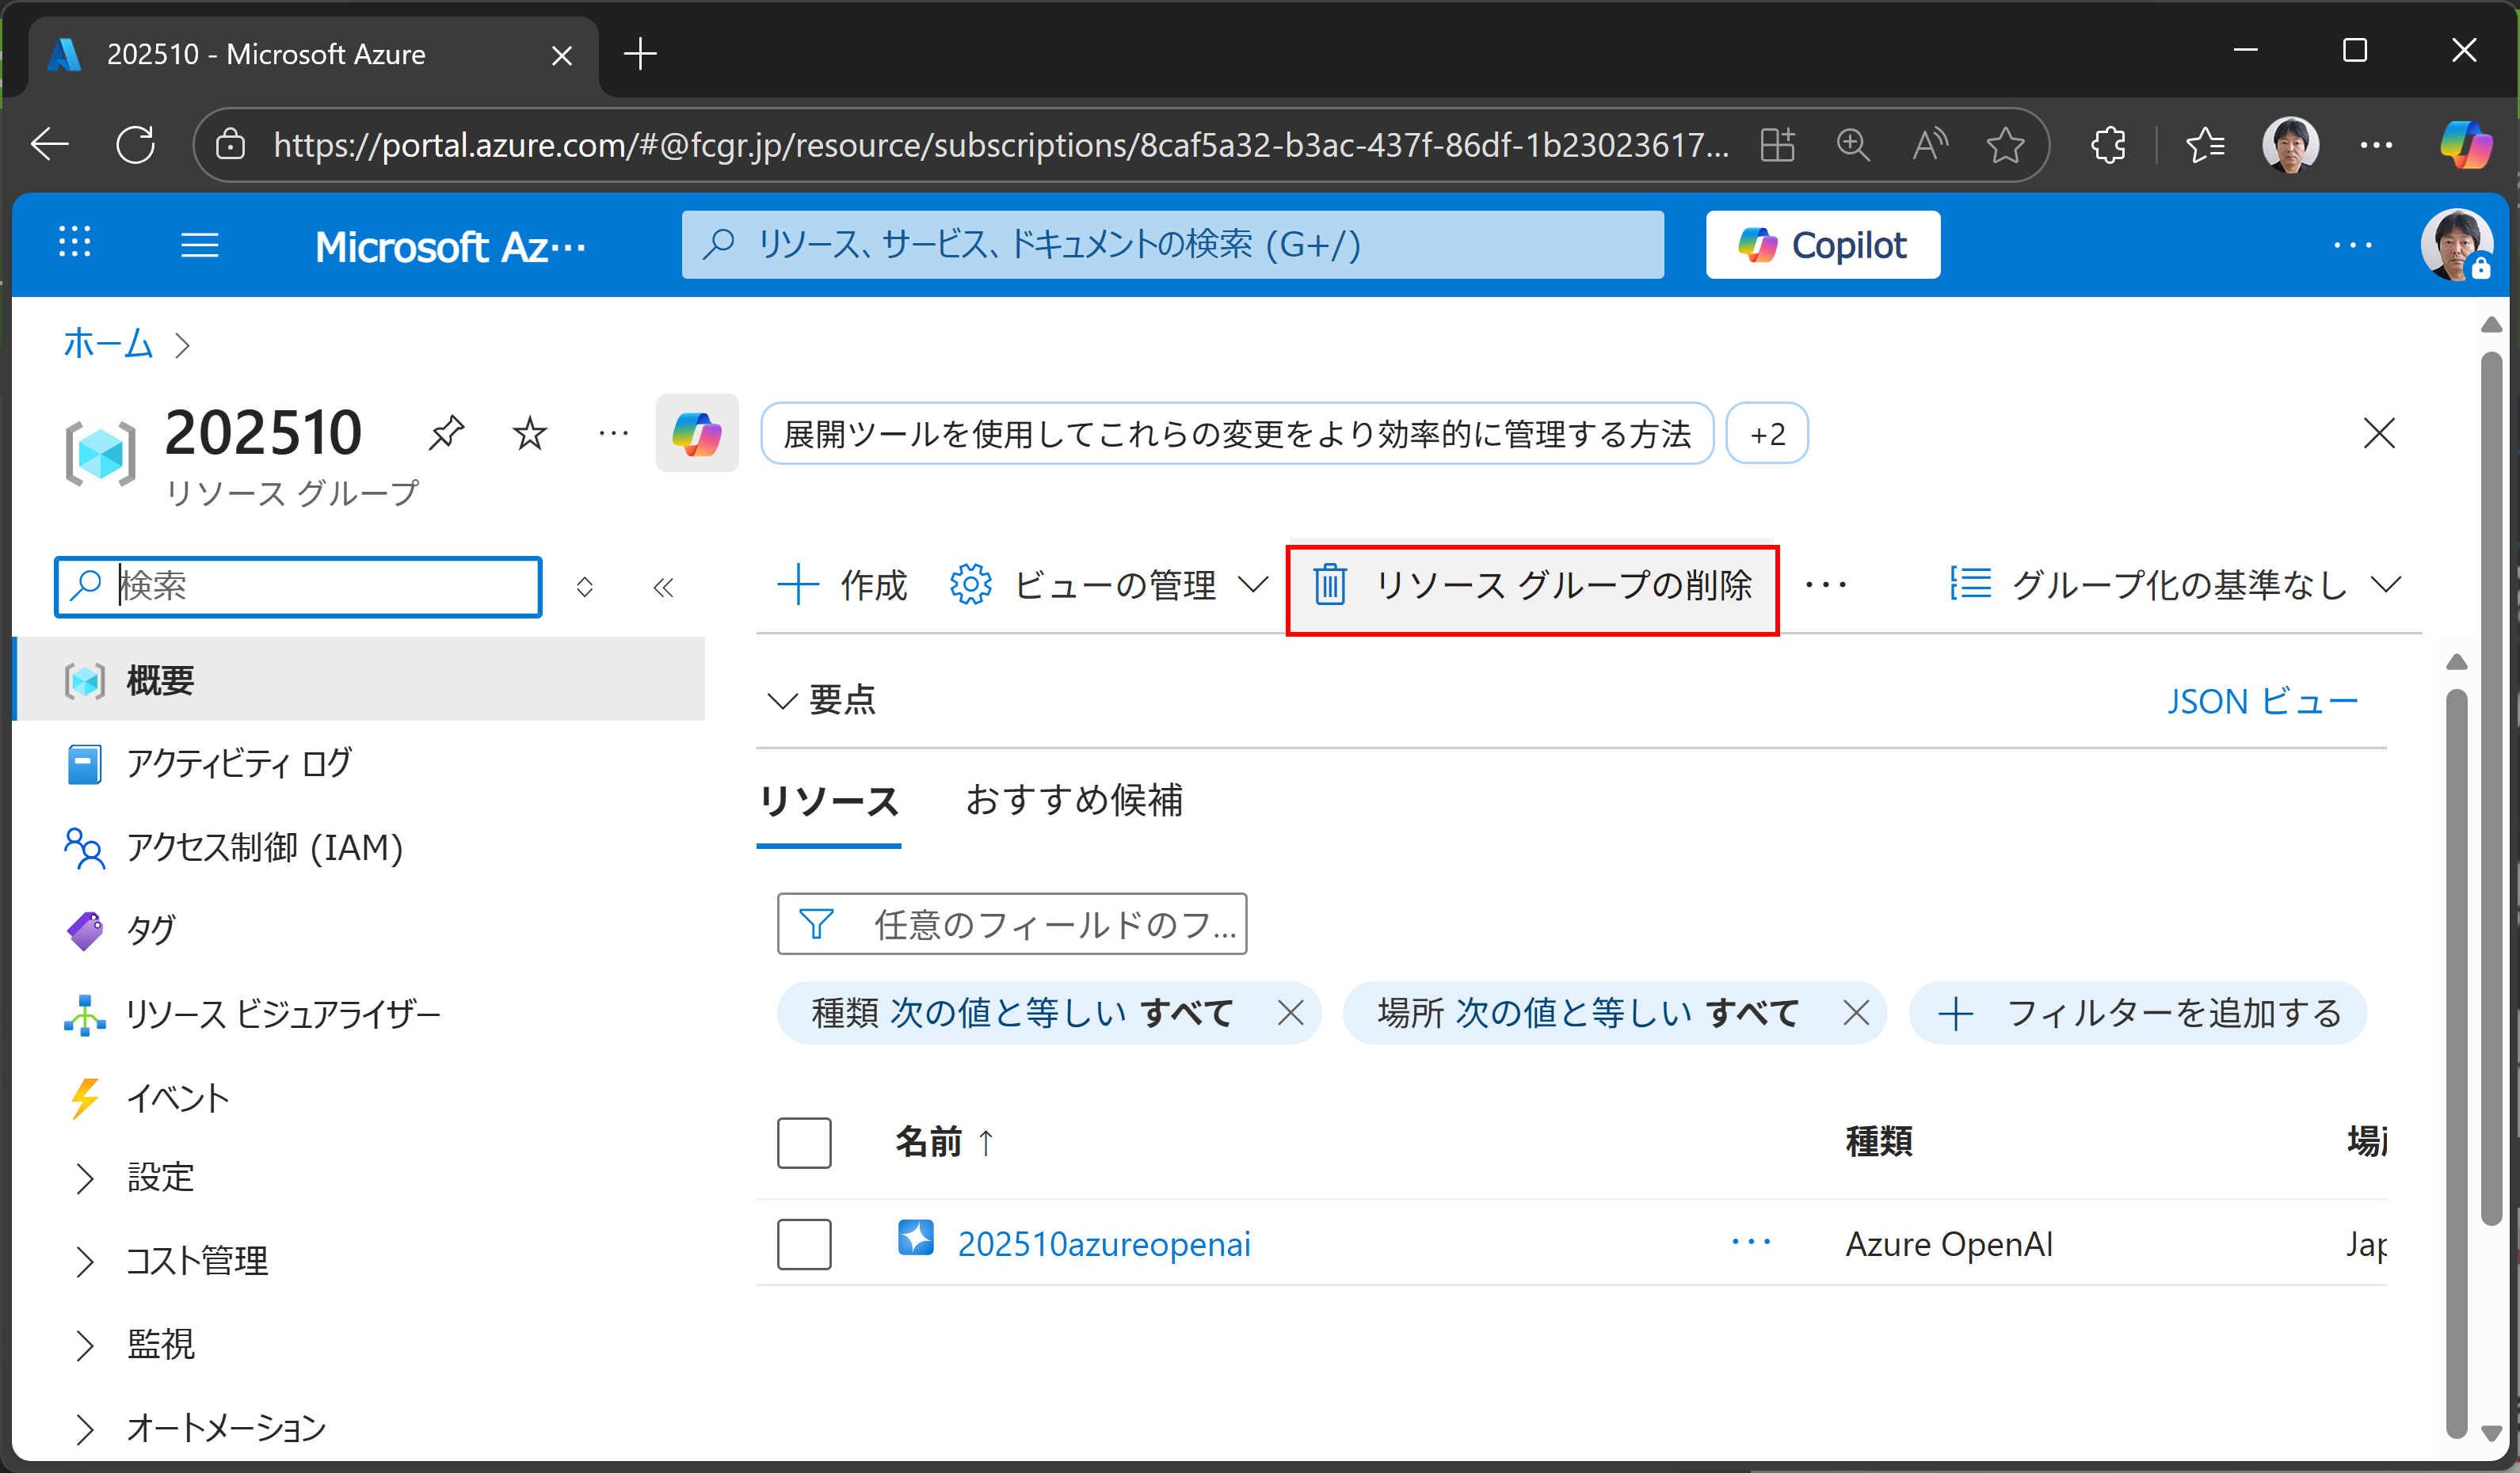 202510 - Microsoft Azure
https://portal.azure.com/#@fcgr.jp/resource/subscriptions/8caf5a32-b3ac-437f-86df-1b23023617...
Microsoft Az···
リソース、サービス、ドキュメントの検索 (G+/)
Copilot
ホーム
202510
展開ツールを使用してこれらの変更をより効率的に管理する方法
+2
リソース グループ
検索
作成
ビューの管理
リソース グループの削除
グループ化の基準なし
概要
アクティビティ ログ
アクセス制御 (IAM)
タグ
リソース ビジュアライザー
イベント
設定
コスト管理
監視
オートメーション
要点
JSON ビュー
リソース
おすすめ候補
任意のフィールドのフ...
種類 次の値と等しい すべて
場所 次の値と等しい すべて
フィルターを追加する
名前 ↑
種類
場
202510azureopenai
Azure OpenAI
Jap